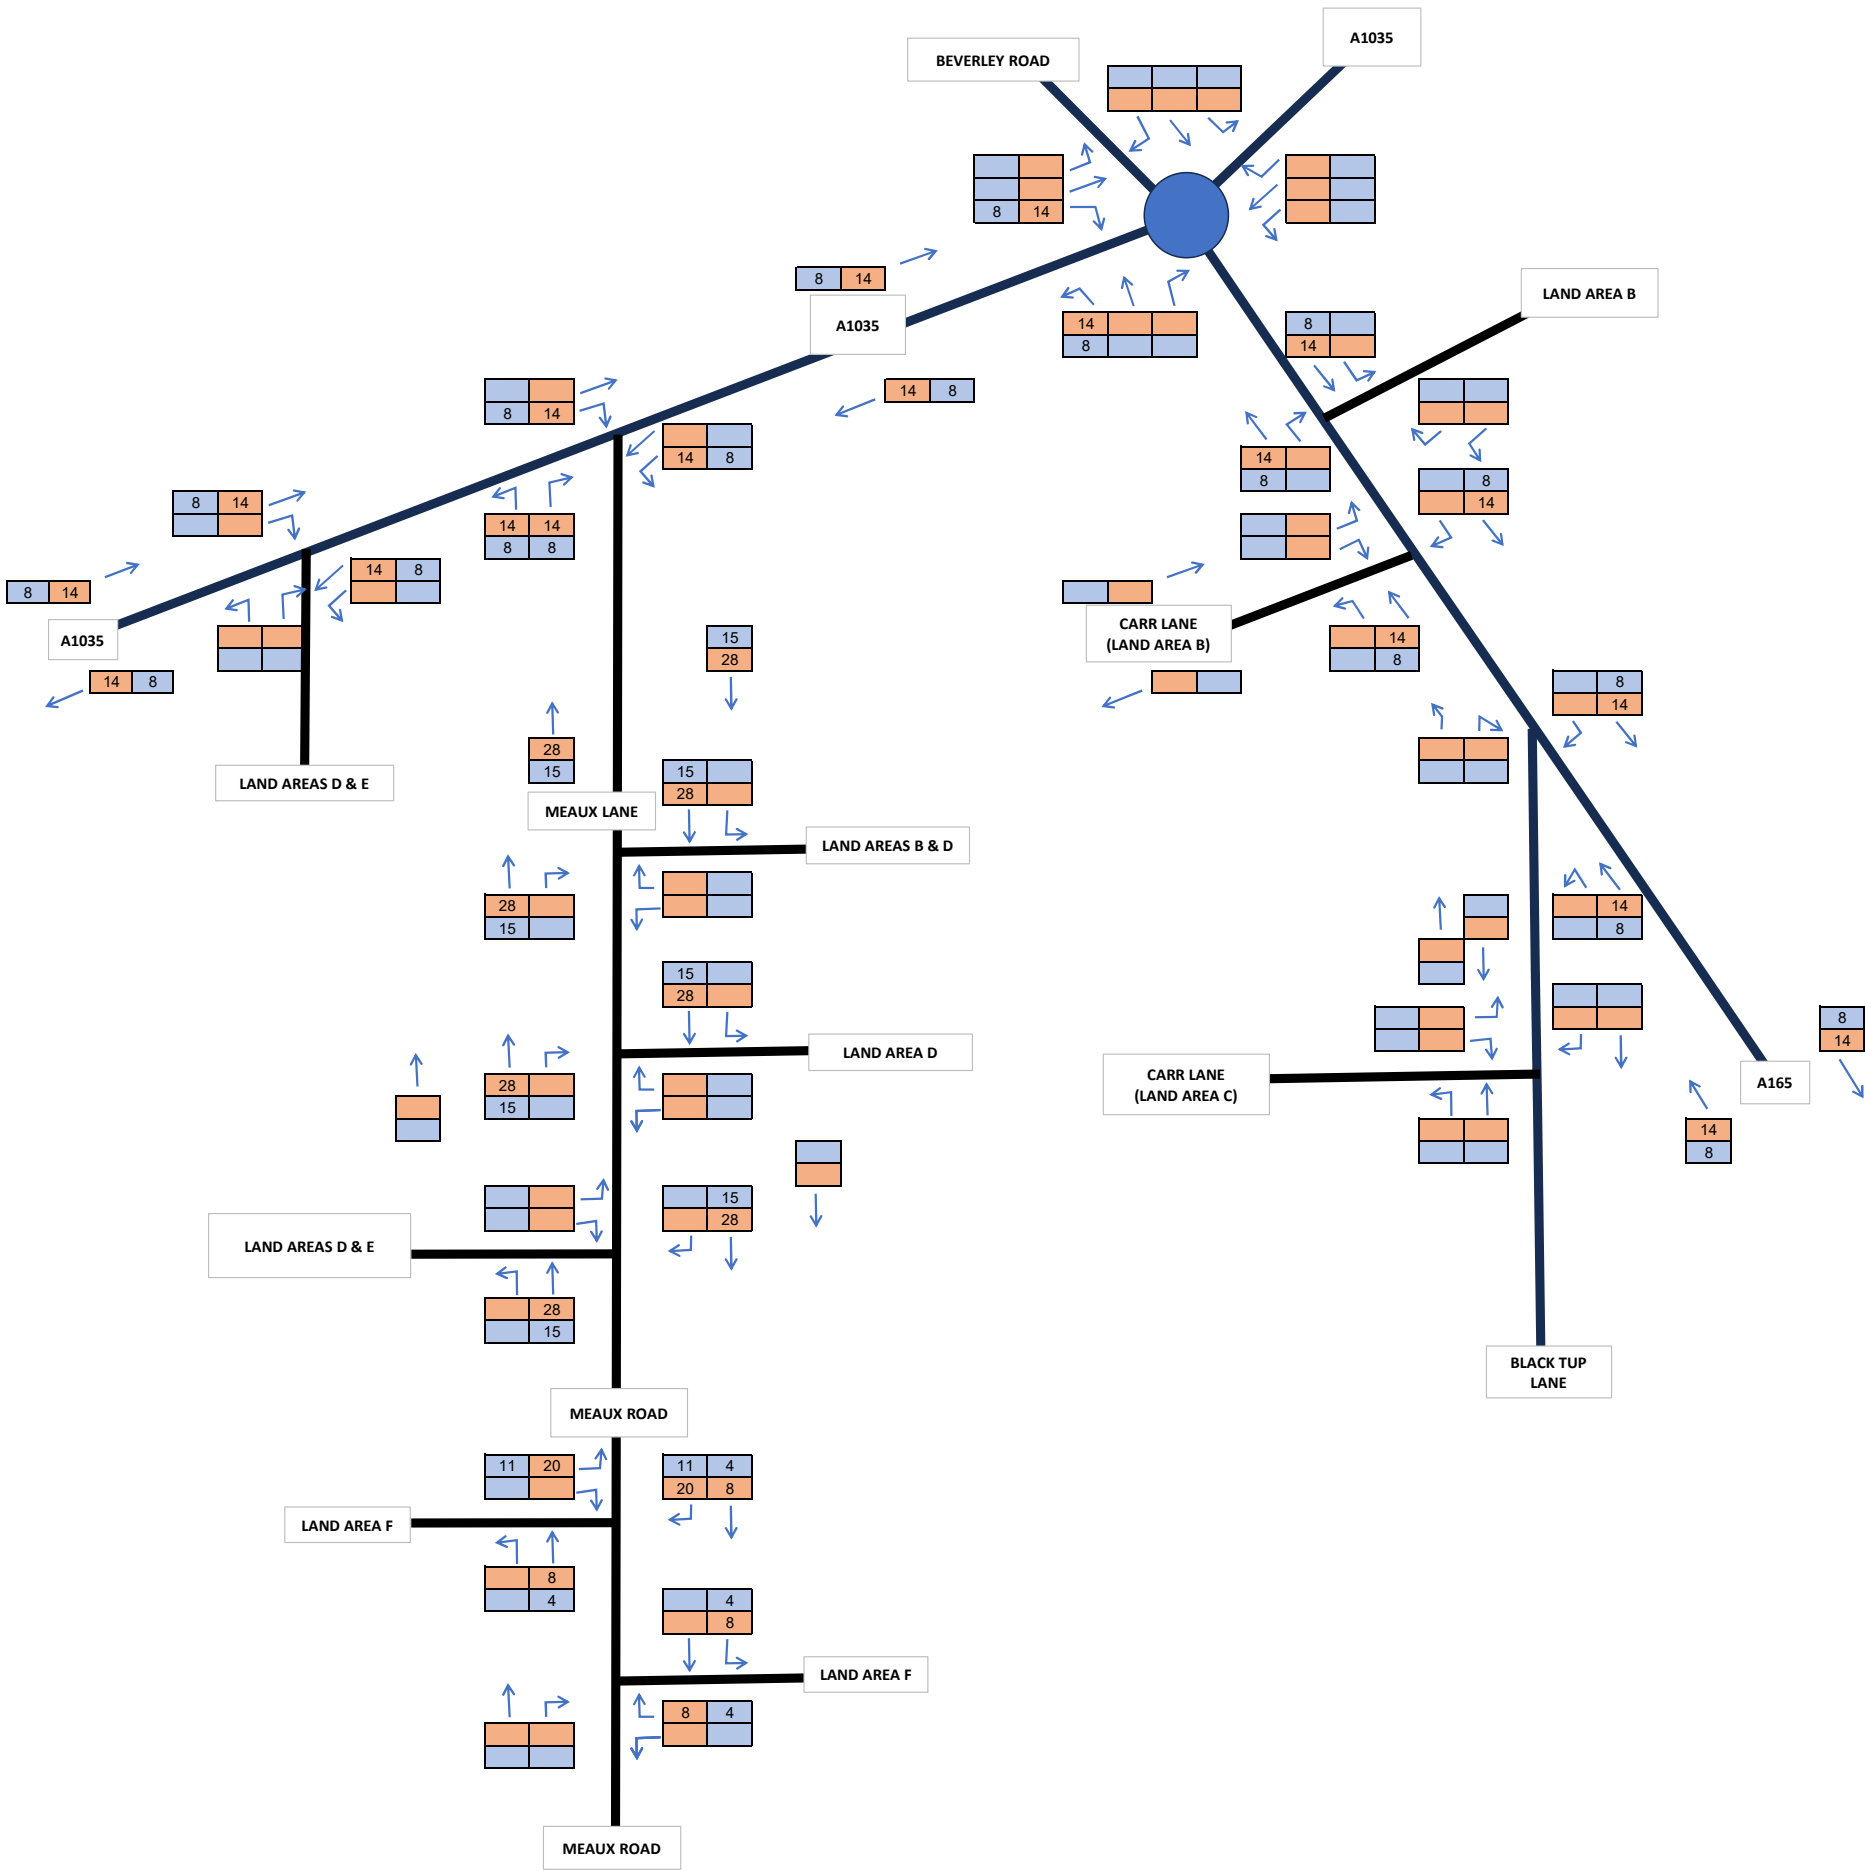 A1035
BEVERLEY ROAD
8 14
8 14
LAND AREA B
A1035
14
8
8
14
14 8
8 14
14 8
14
8
8
14
8 14
14 14
8 8
14 8
8 14
A1035
CARR LANE
(LAND AREA B)
14
8
15
28
14 8
8
14
28
15
LAND AREAS D & E
15
28
MEAUX LANE
LAND AREAS B & D
28
15
14
8
15
28
8
14
LAND AREA D
28
15
CARR LANE
(LAND AREA C)
A165
14
8
15
28
LAND AREAS D & E
28
15
BLACK TUP
LANE
MEAUX ROAD
11 20
11 4
20 8
LAND AREA F
8
4
4
8
LAND AREA F
8 4
MEAUX ROAD